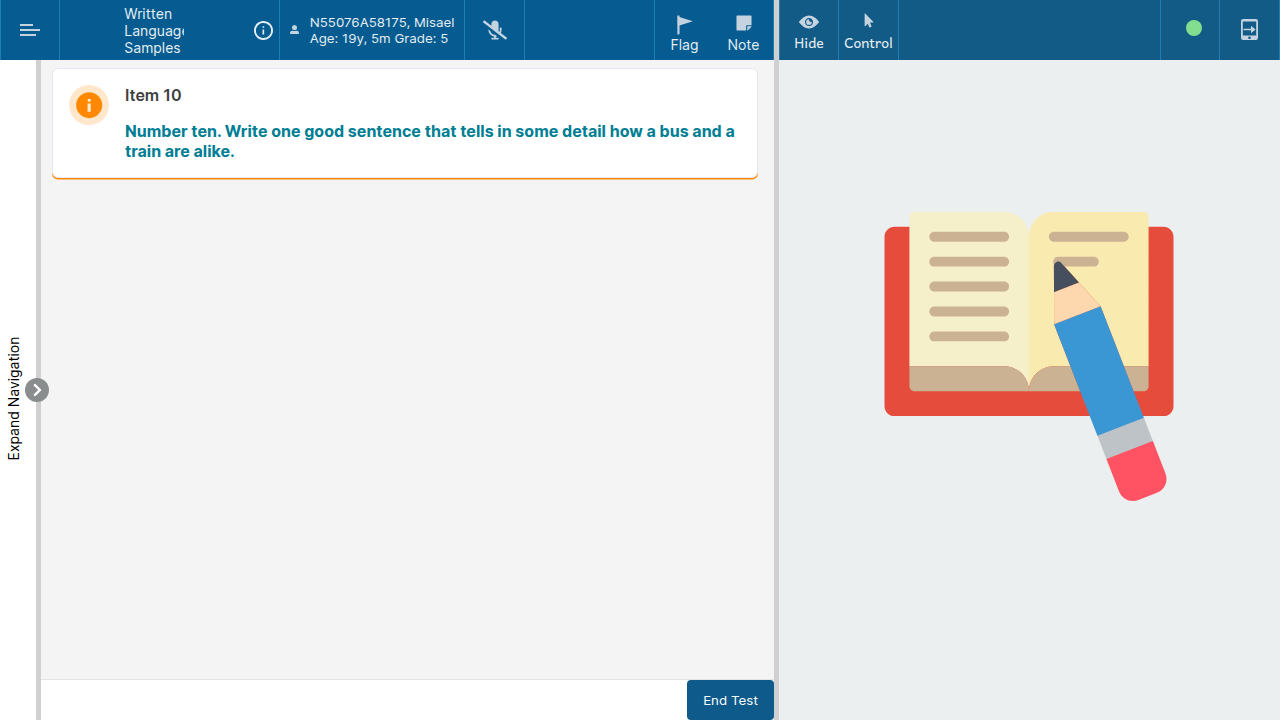 Written
Language
Samples
N55076A58175, Misael
Age: 19y, 5m Grade: 5
Flag
Note
Hide
Control
Item 10
Number ten. Write one good sentence that tells in some detail how a bus and a
train are alike.
Expand Navigation
End Test